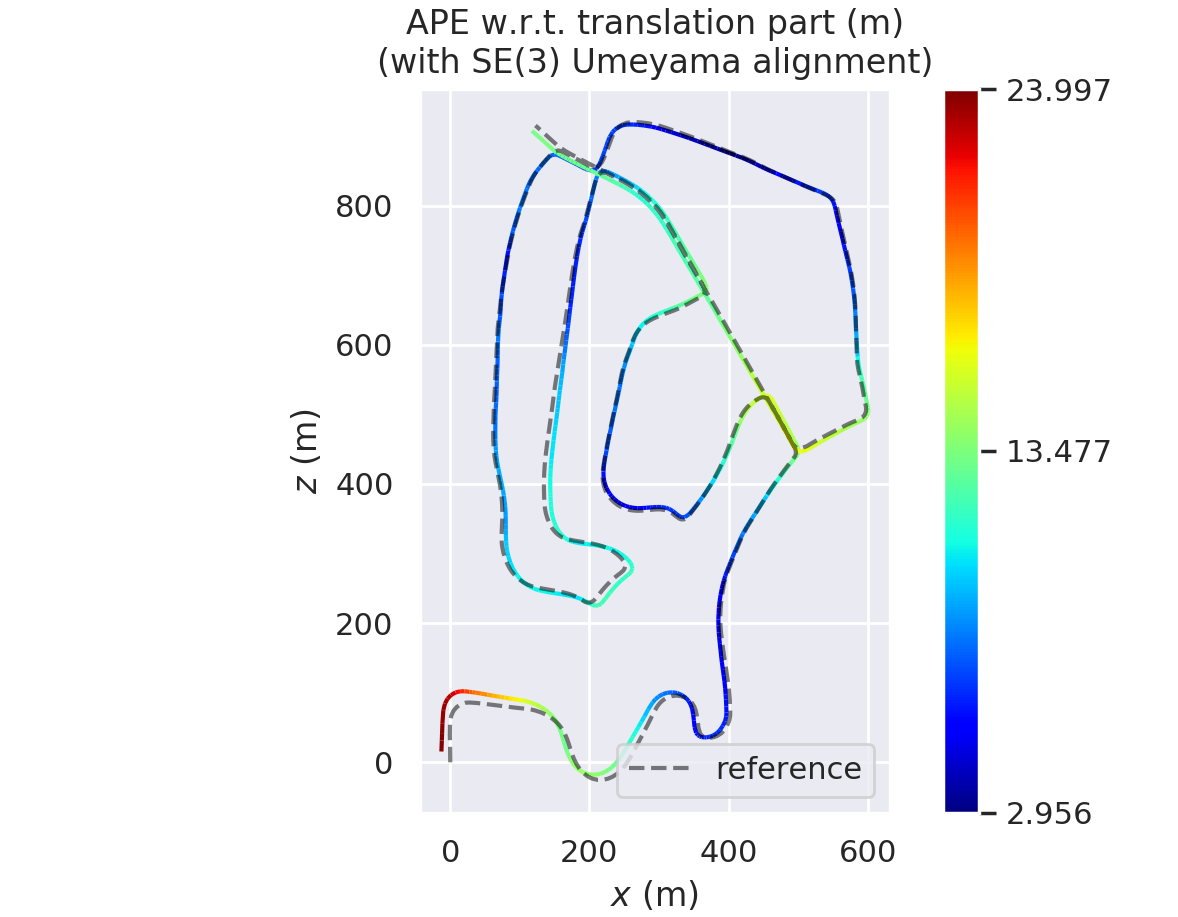 APE w.r.t. translation part (m)
(with SE(3) Umeyama alignment)
23.997
13.477
2.956
z (m)
800
600
400
200
0
reference
0 200 400 600
x (m)